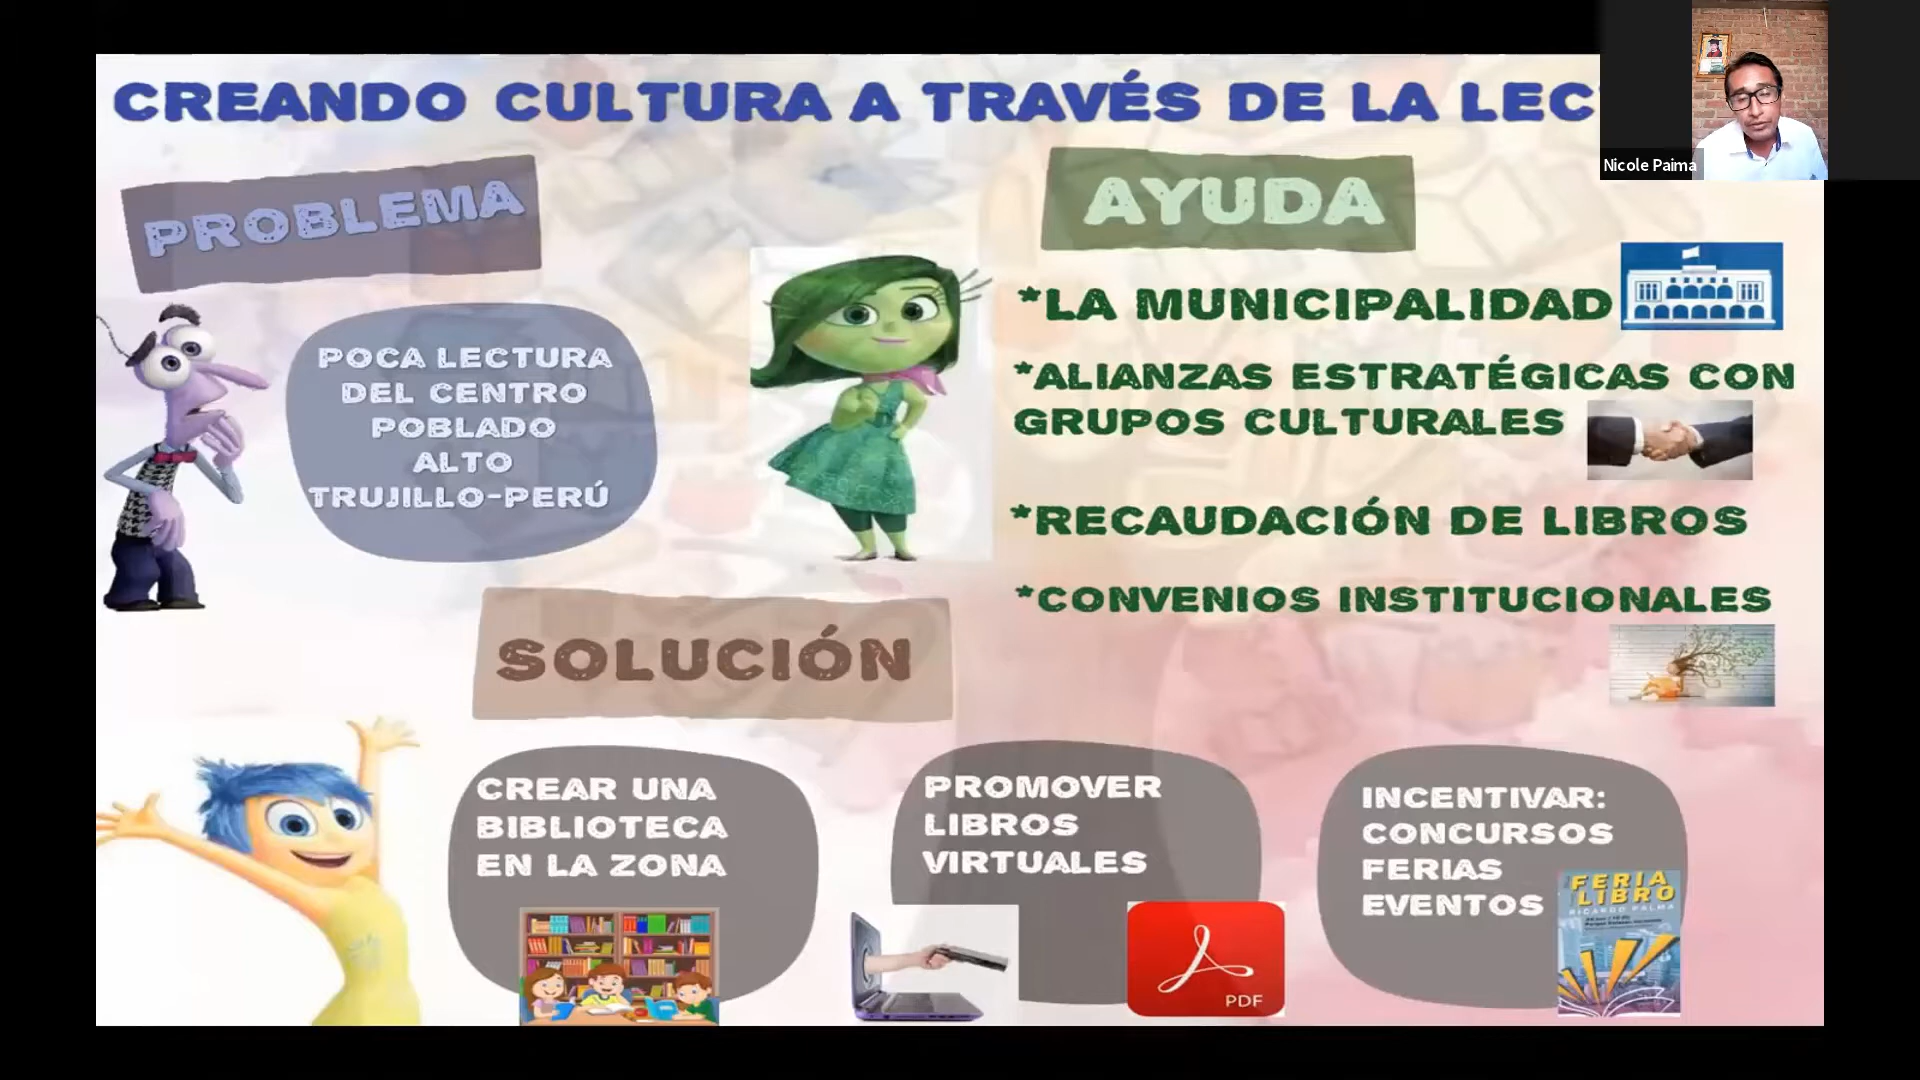 CREANDO CULTURA A TRAVÉS DE LA LEC
Nicole Paima
PROBLEMA
POCA LECTURA
DEL CENTRO
POBLADO
ALTO
TRUJILLO-PERÚ
AYUDA
*LA MUNICIPALIDAD
*ALIANZAS ESTRATÉGICAS CON
GRUPOS CULTURALES
*RECAUDACIÓN DE LIBROS
*CONVENIOS INSTITUCIONALES
SOLUCIÓN
CREAR UNA
BIBLIOTECA
EN LA ZONA
PROMOVER
LIBROS
VIRTUALES
PDF
INCENTIVAR:
CONCURSOS
FERIAS
EVENTOS
FERIA
LIBRO
RICARDO PALMA